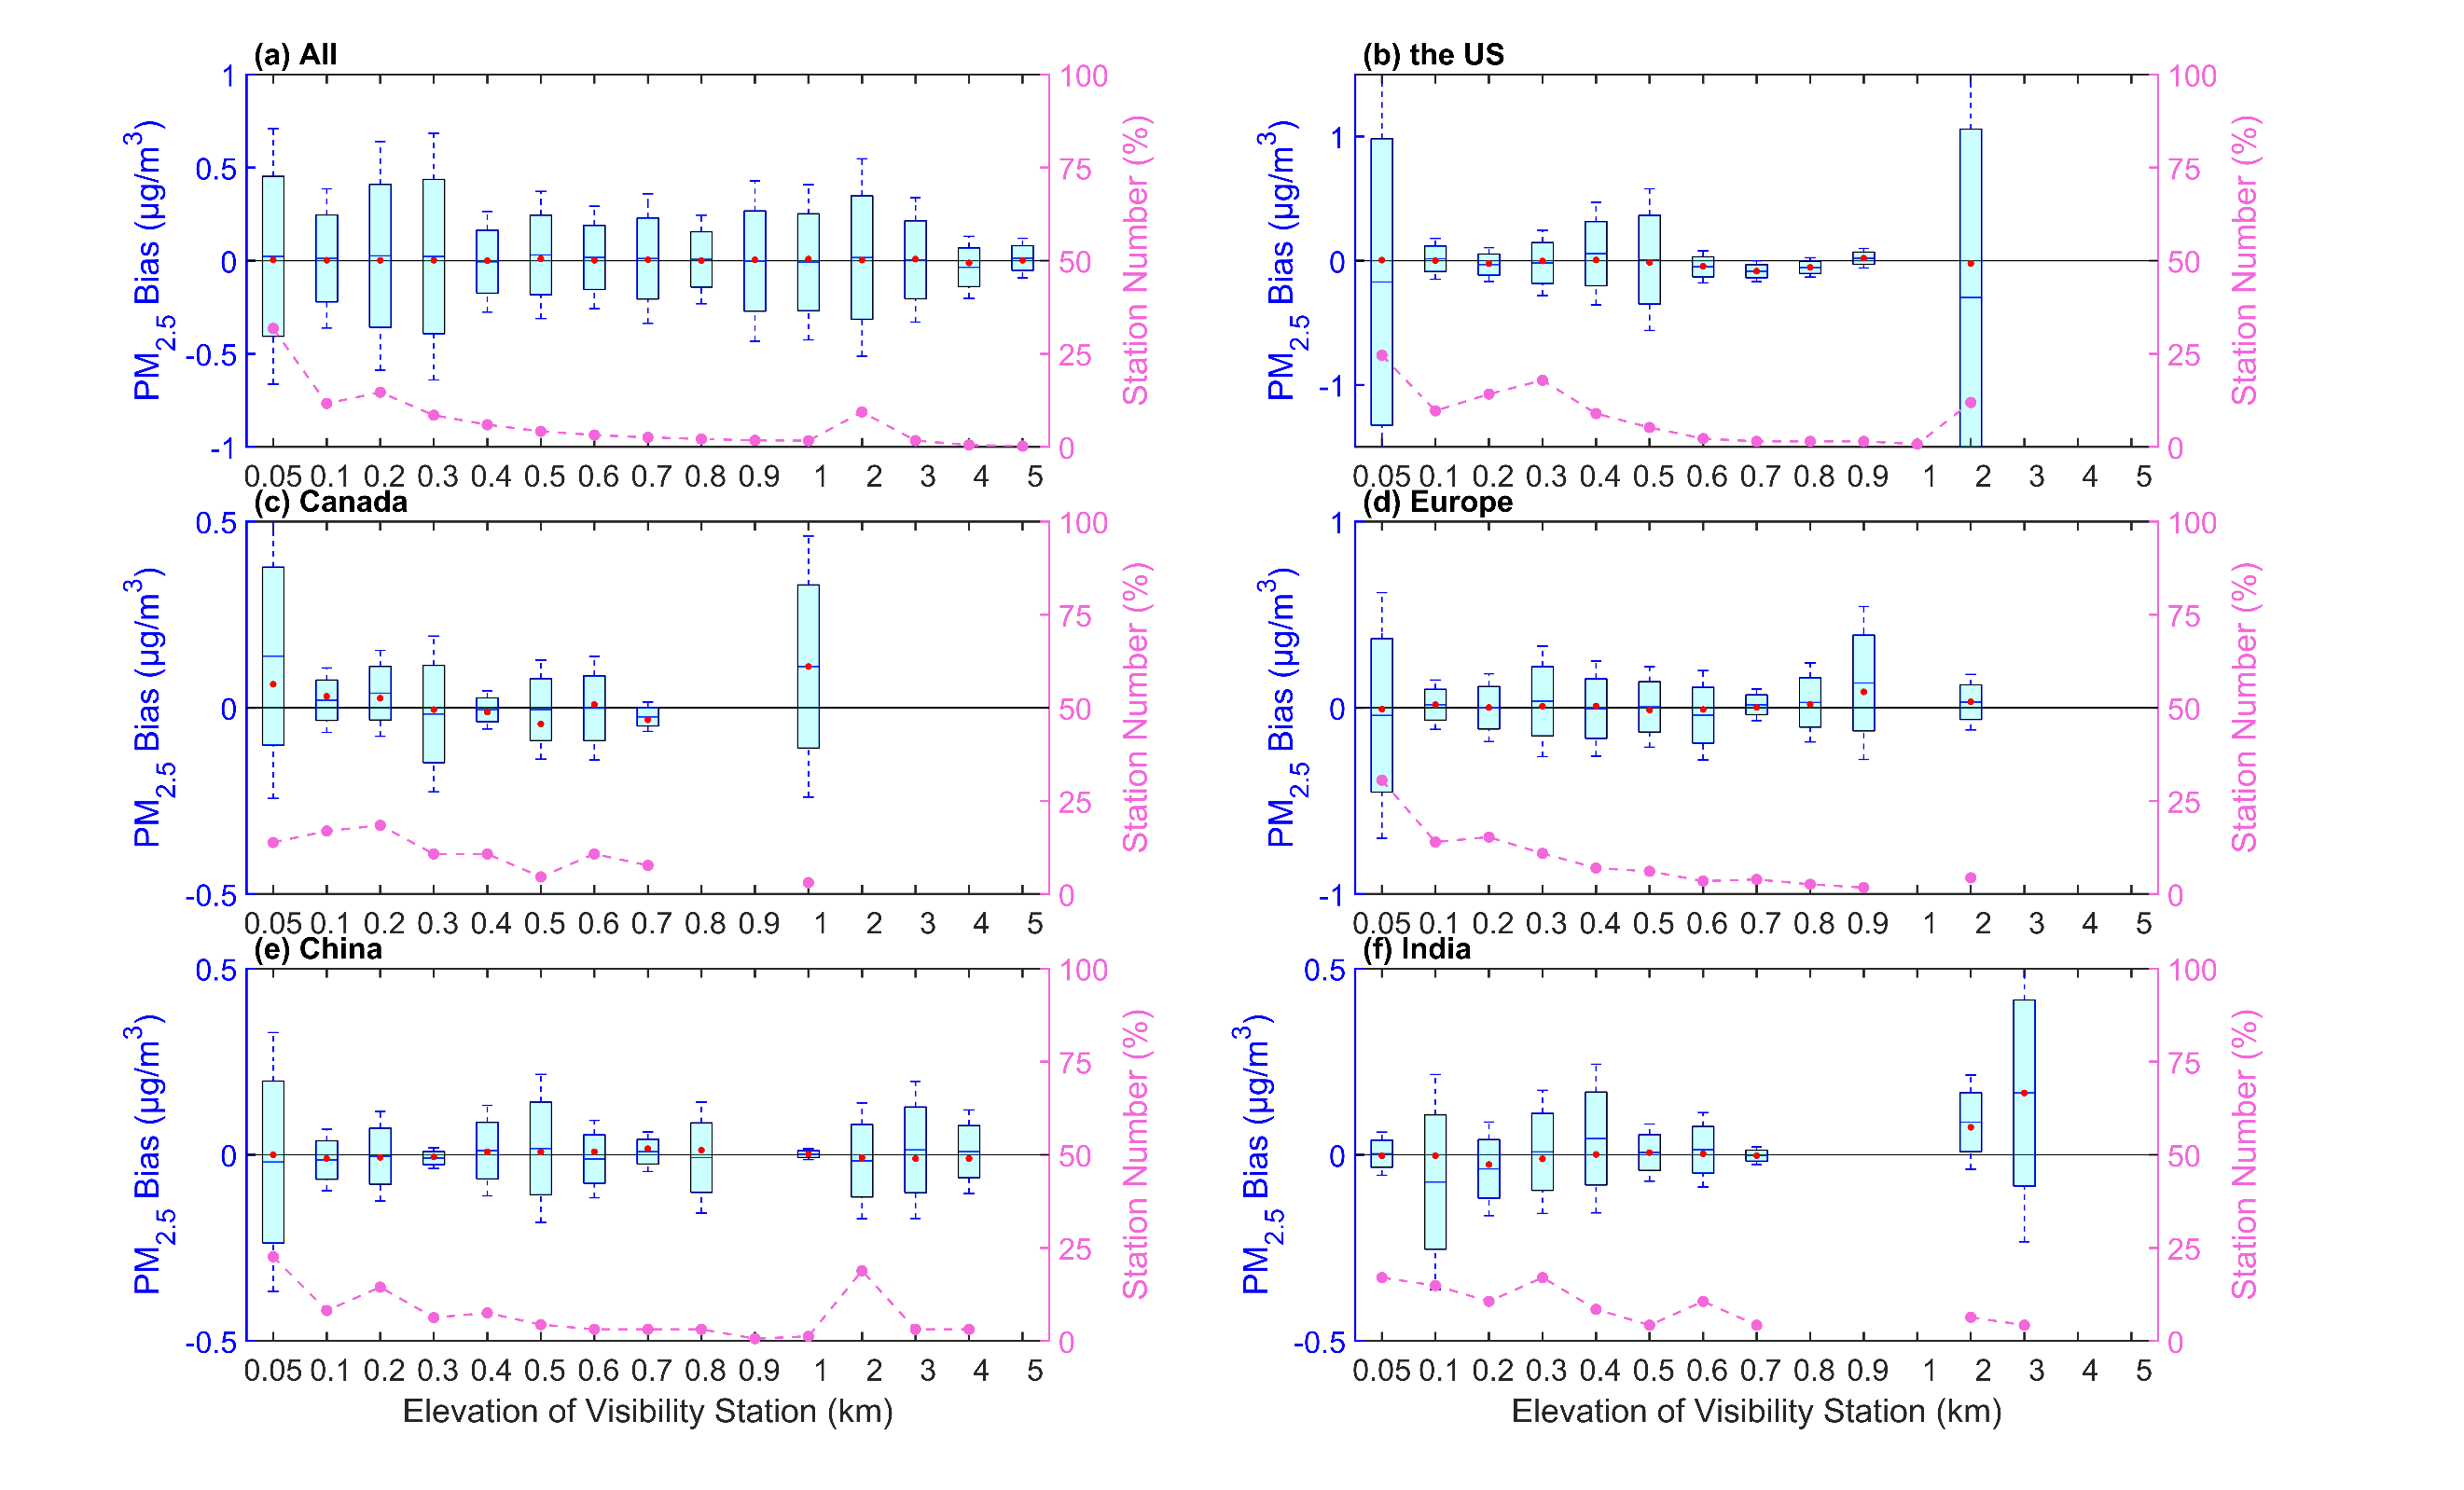 (a) All
PM2.5 Bias (μg/m3)
1
0.5
0
-0.5
-1
100
75
50
25
0
Station Number (%)
0.05 0.1 0.2 0.3 0.4 0.5 0.6 0.7 0.8 0.9 1 2 3 4 5
(b) the US
PM2.5 Bias (μg/m3)
1
0
-1
100
75
50
25
0
Station Number (%)
0.05 0.1 0.2 0.3 0.4 0.5 0.6 0.7 0.8 0.9 1 2 3 4 5
(c) Canada
PM2.5 Bias (μg/m3)
0.5
0
-0.5
100
75
50
25
0
Station Number (%)
0.05 0.1 0.2 0.3 0.4 0.5 0.6 0.7 0.8 0.9 1 2 3 4 5
(d) Europe
PM2.5 Bias (μg/m3)
1
0
-1
100
75
50
25
0
Station Number (%)
0.05 0.1 0.2 0.3 0.4 0.5 0.6 0.7 0.8 0.9 1 2 3 4 5
(e) China
PM2.5 Bias (μg/m3)
0.5
0
-0.5
100
75
50
25
0
Station Number (%)
0.05 0.1 0.2 0.3 0.4 0.5 0.6 0.7 0.8 0.9 1 2 3 4 5
Elevation of Visibility Station (km)
(f) India
PM2.5 Bias (μg/m3)
0.5
0
-0.5
100
75
50
25
0
Station Number (%)
0.05 0.1 0.2 0.3 0.4 0.5 0.6 0.7 0.8 0.9 1 2 3 4 5
Elevation of Visibility Station (km)